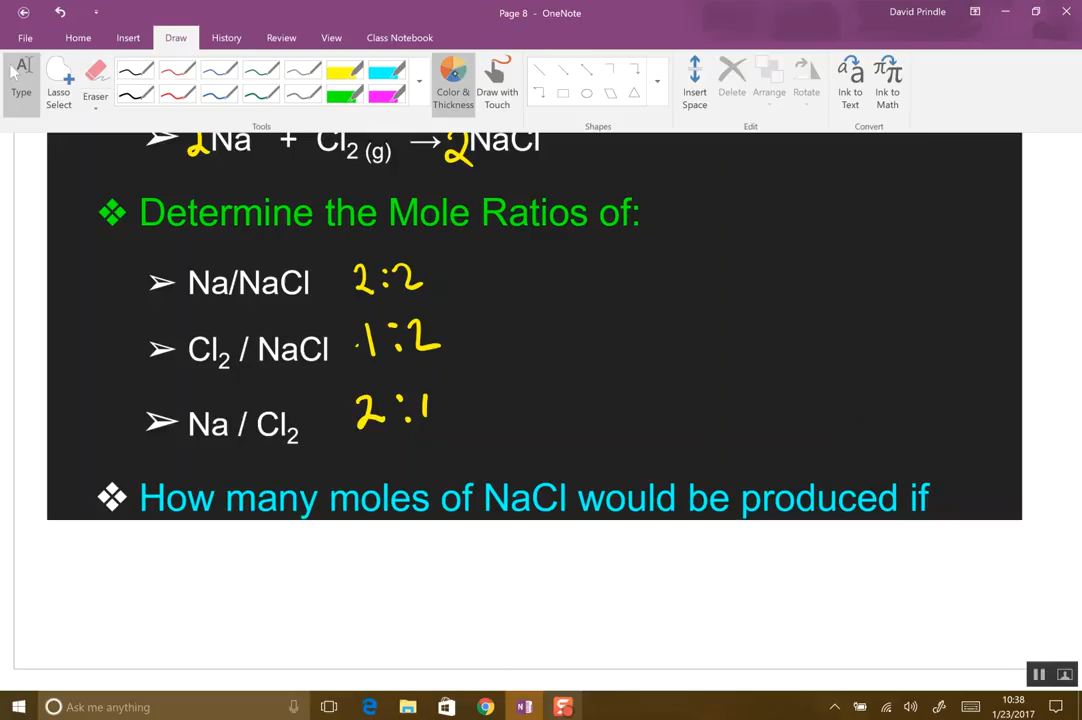 Page 8 - OneNote
David Prindle
File Home Insert Draw History Review View Class Notebook
Type
Lasso Select
Eraser
Color & Thickness
Draw with Touch
Insert Space
Delete
Arrange
Rotate
Ink to Text
Ink to Math
Tools
Shapes
Edit
Convert
➢ 2Na + Cl2 (g) → 2NaCl
❖ Determine the Mole Ratios of:
➢ Na/NaCl 2:2
➢ Cl2 / NaCl 1:2
➢ Na / Cl2 2:1
❖ How many moles of NaCl would be produced if
Ask me anything
10:38
1/23/2017